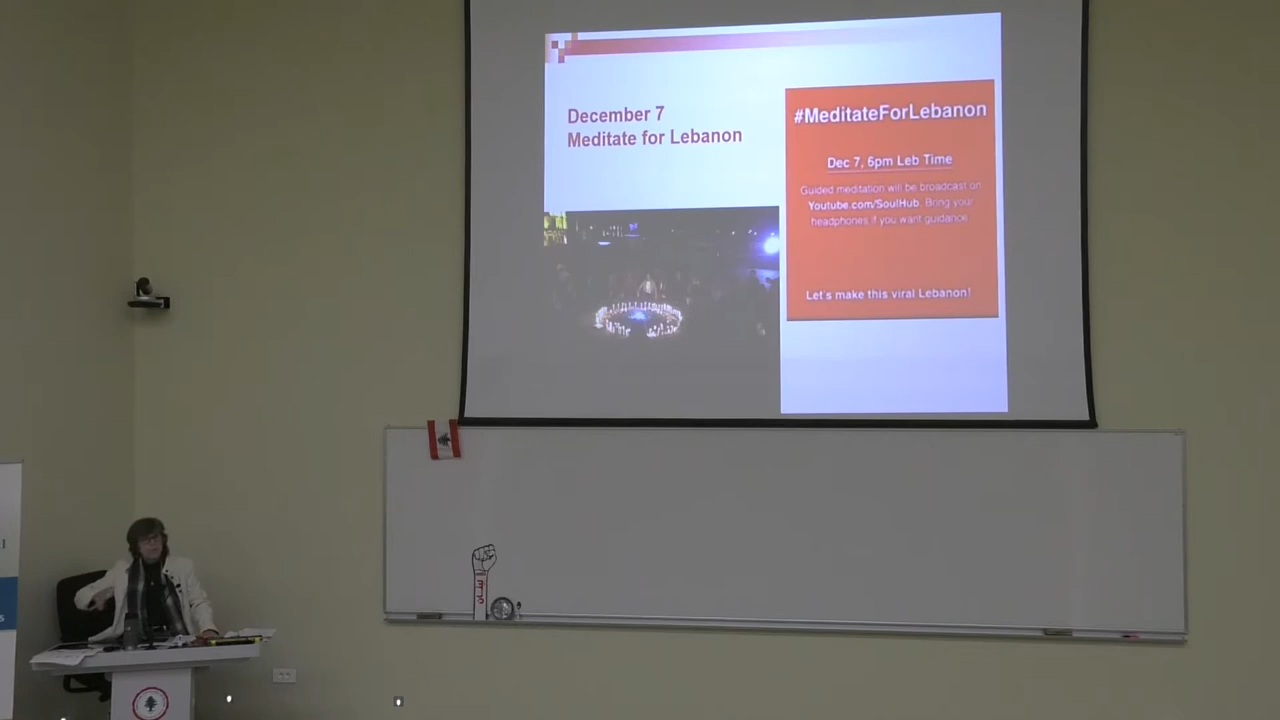 December 7
Meditate for Lebanon
#MeditateForLebanon
Dec 7, 6pm Leb Time
Guided meditation will be broadcast on
Youtube.com/SoulHub. Bring your
headphones if you want guidance
Let's make this viral Lebanon!